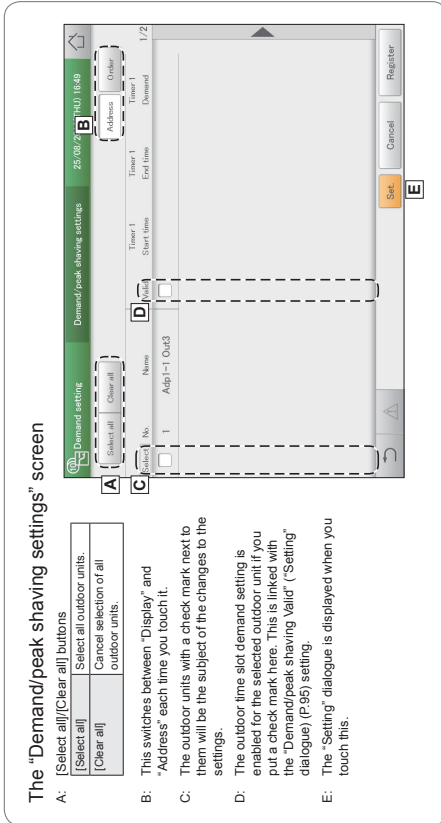 The "Demand/peak shaving settings" screen
A: [Select all]/[Clear all] buttons
[Select all] Select all outdoor units.
[Clear all] Cancel selection of all
outdoor units.
B: This switches between "Display" and
"Address" each time you touch it.
C: The outdoor units with a check mark next to
them will be the subject of the changes to the
settings.
D: The outdoor time slot demand setting is
enabled for the selected outdoor unit if you
put a check mark here. This is linked with
the "Demand/peak shaving Valid" ("Setting"
dialogue) (P.95) setting.
E: The "Setting" dialogue is displayed when you
touch this.
Demand setting Demand/peak shaving settings 25/08/ (THU) 16:49
B
A Select all Clear all Address Order
C Select No. Name D Valid Timer 1 Start time Timer 1 End time Timer 1 Demand 1/2
1 Adp1-1 Out3
Set. Cancel Register
E